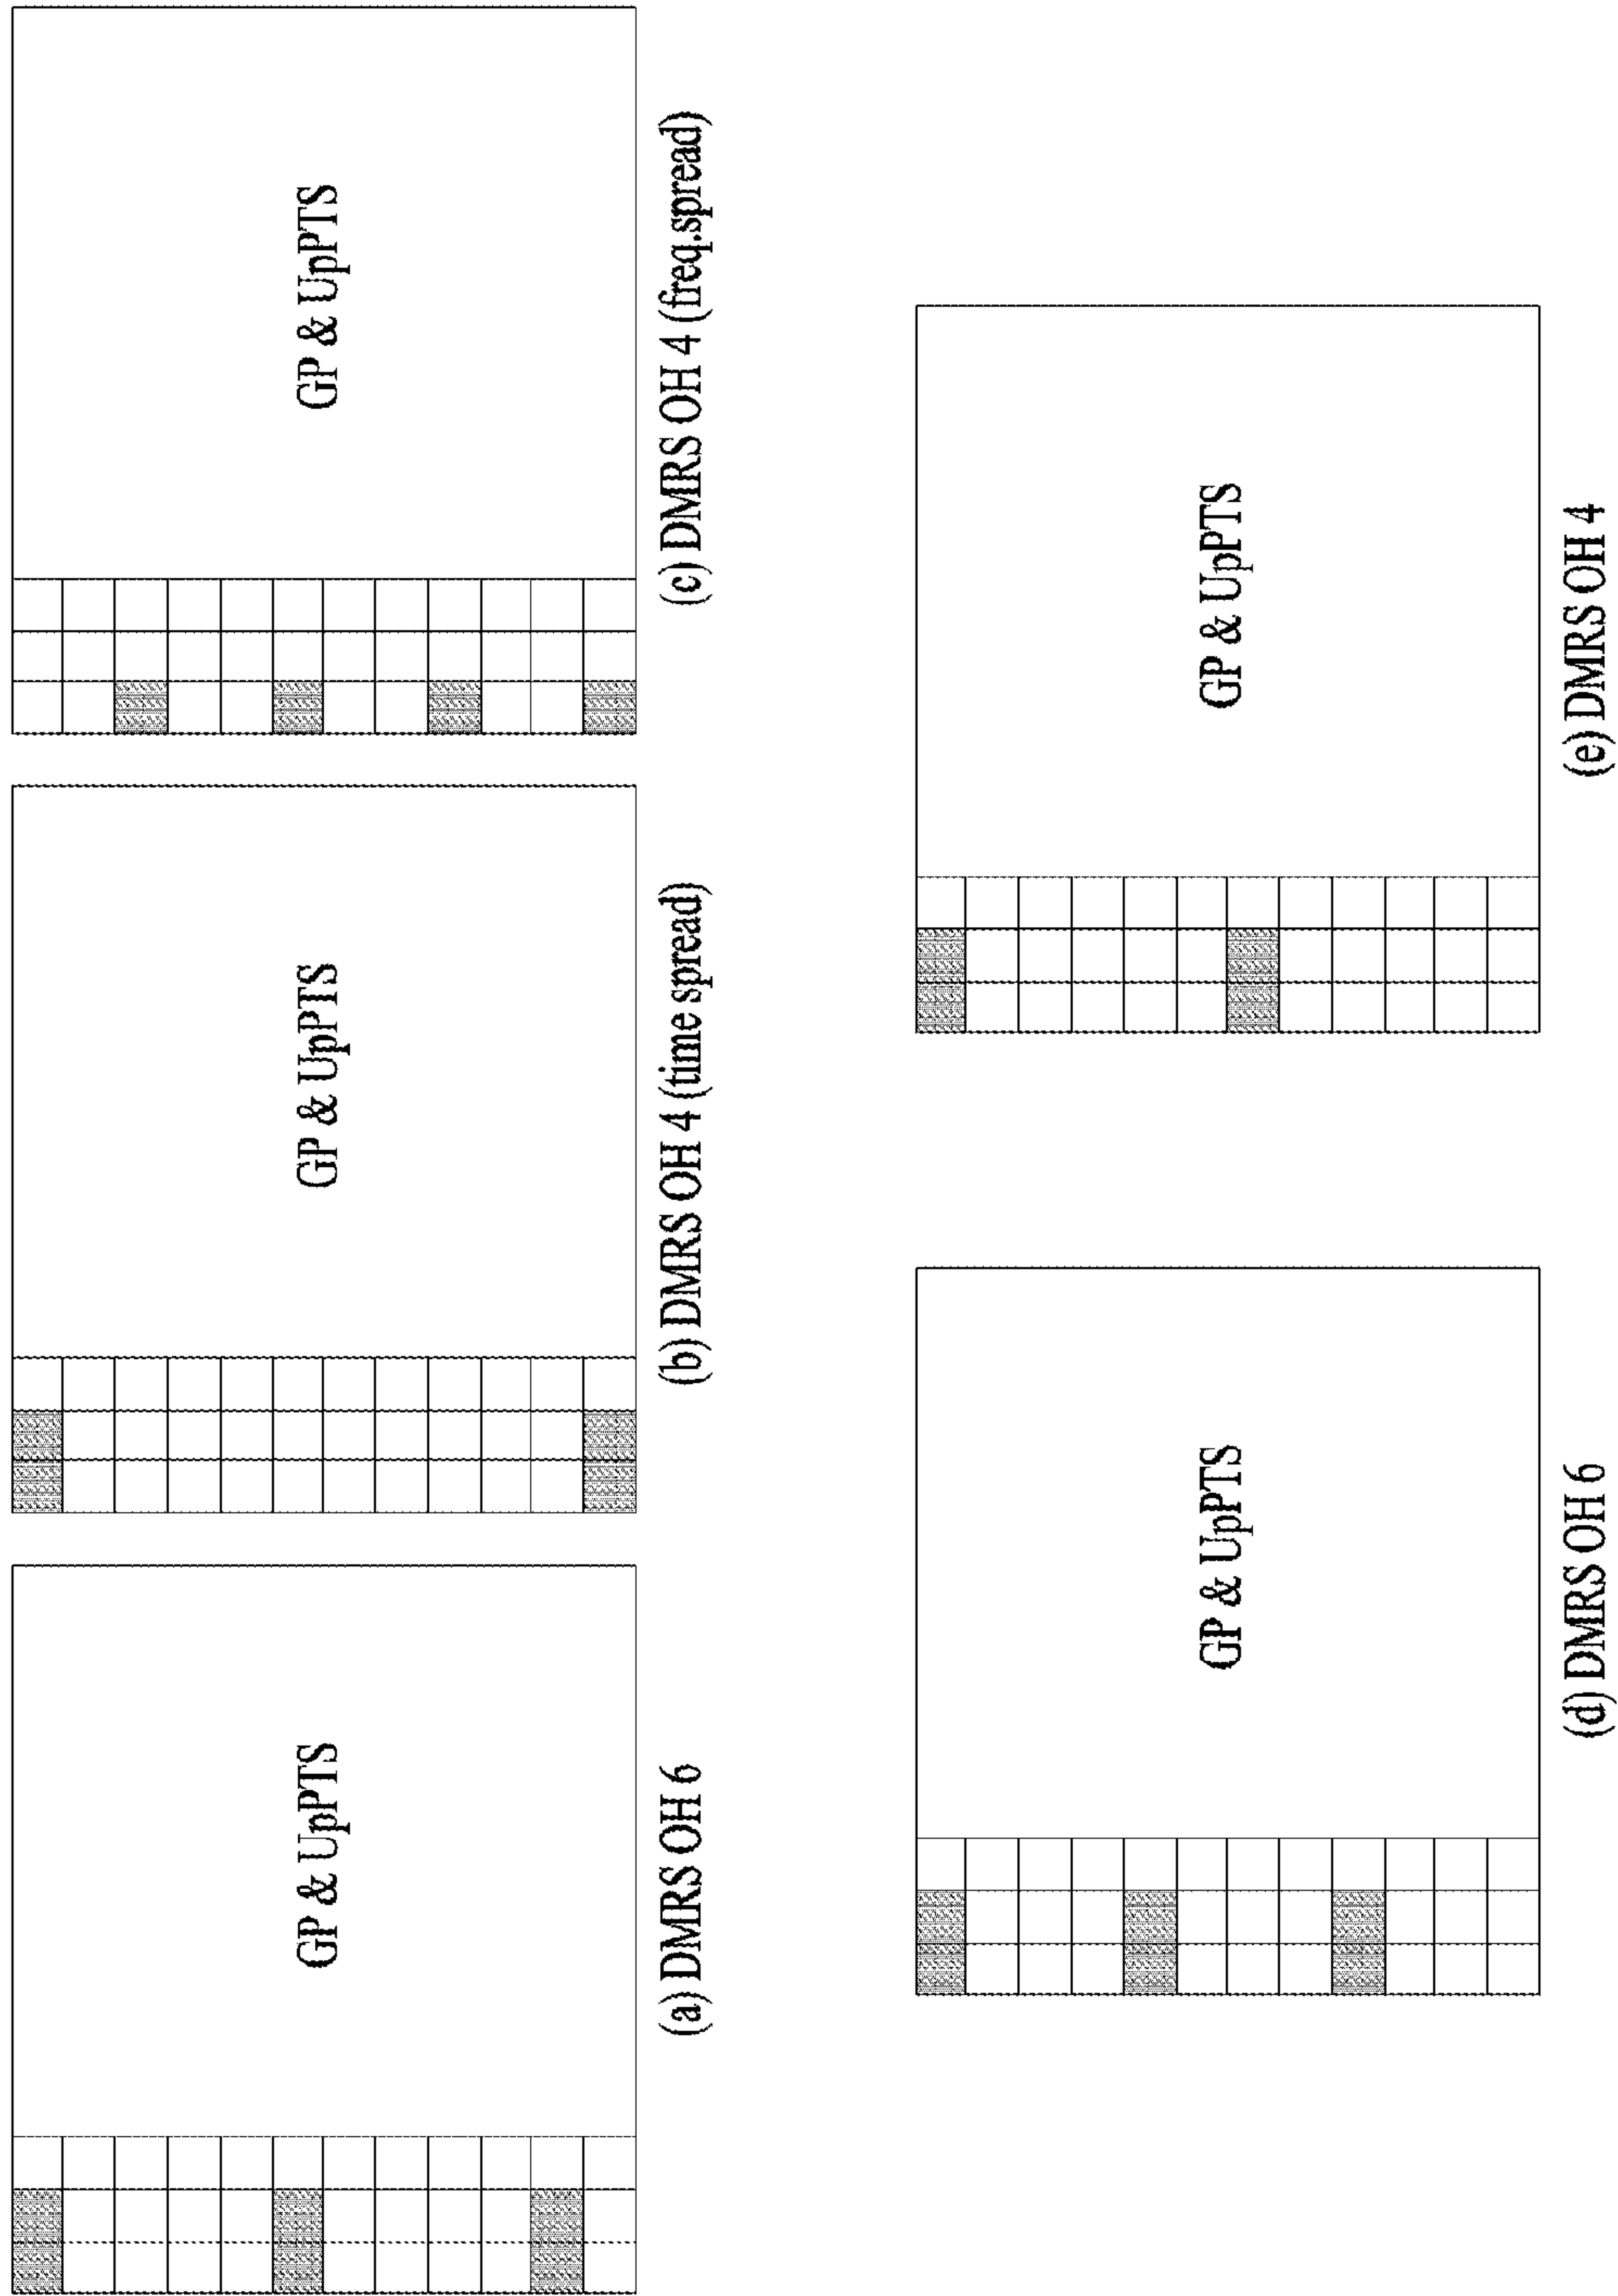 GP & UpPTS
(a) DMRS OH 6
GP & UpPTS
(b) DMRS OH 4 (time spread)
GP & UpPTS
(c) DMRS OH 4 (freq.spread)
GP & UpPTS
(d) DMRS OH 6
GP & UpPTS
(e) DMRS OH 4